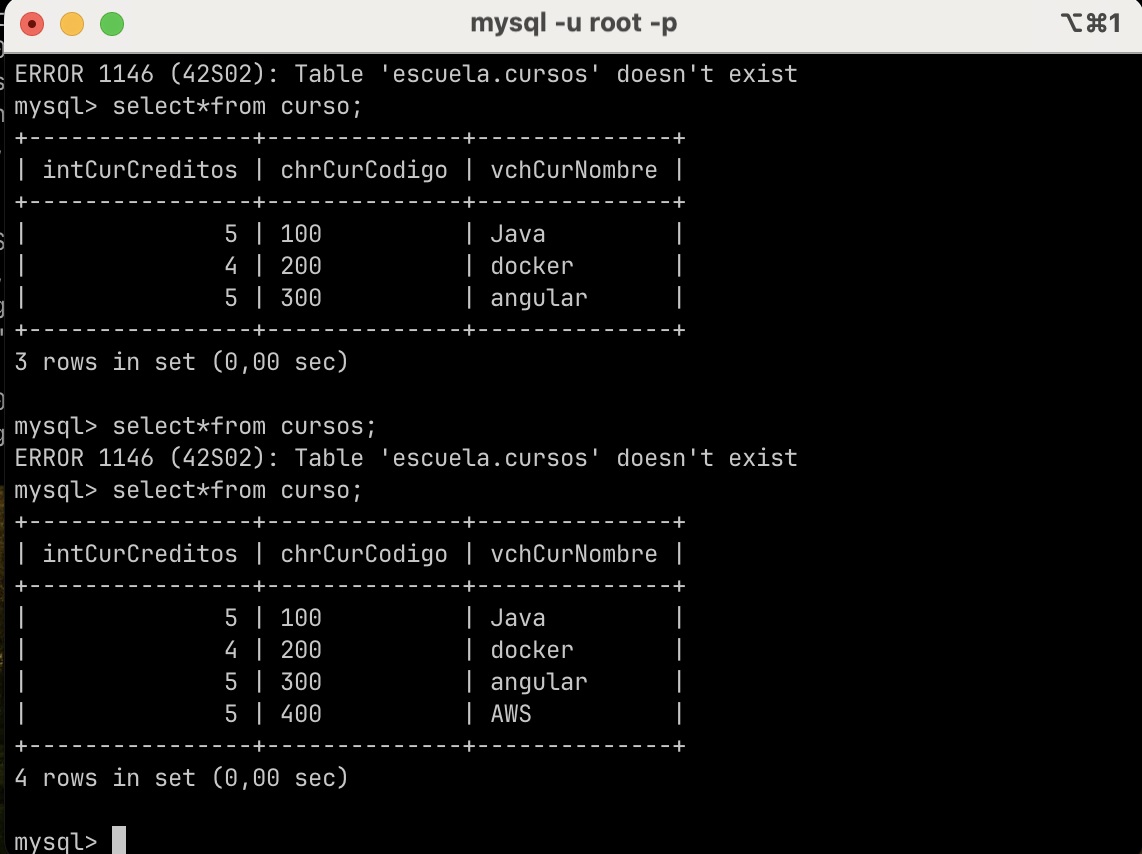 mysql -u root -p ⌥⌘1
ERROR 1146 (42S02): Table 'escuela.cursos' doesn't exist
mysql> select*from curso;
+----------------+--------------+--------------+
| intCurCreditos | chrCurCodigo | vchCurNombre |
+----------------+--------------+--------------+
|              5 | 100          | Java         |
|              4 | 200          | docker       |
|              5 | 300          | angular      |
+----------------+--------------+--------------+
3 rows in set (0,00 sec)
mysql> select*from cursos;
ERROR 1146 (42S02): Table 'escuela.cursos' doesn't exist
mysql> select*from curso;
+----------------+--------------+--------------+
| intCurCreditos | chrCurCodigo | vchCurNombre |
+----------------+--------------+--------------+
|              5 | 100          | Java         |
|              4 | 200          | docker       |
|              5 | 300          | angular      |
|              5 | 400          | AWS          |
+----------------+--------------+--------------+
4 rows in set (0,00 sec)
mysql>